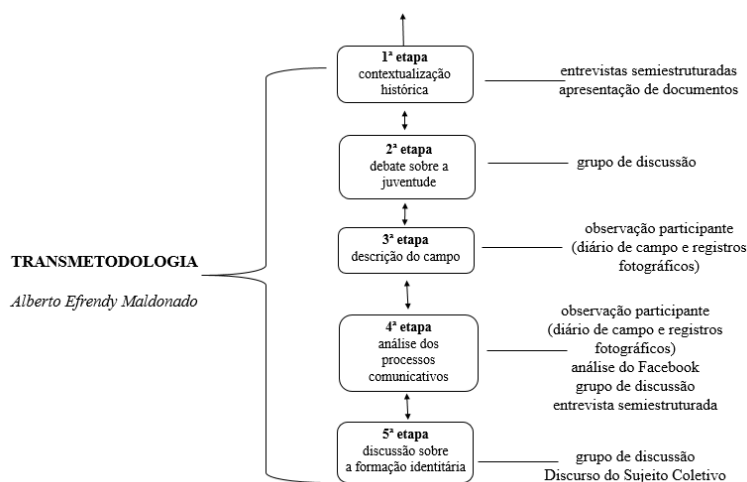 TRANSMETODOLOGIA
Alberto Efrendy Maldonado
1ª etapa
contextualização
histórica
entrevistas semiestruturadas
apresentação de documentos
2ª etapa
debate sobre a
juventude
grupo de discussão
3ª etapa
descrição do campo
observação participante
(diário de campo e registros
fotográficos)
4ª etapa
análise dos
processos
comunicativos
observação participante
(diário de campo e registros
fotográficos)
análise do Facebook
grupo de discussão
entrevista semiestruturada
5ª etapa
discussão sobre
a formação identitária
grupo de discussão
Discurso do Sujeito Coletivo